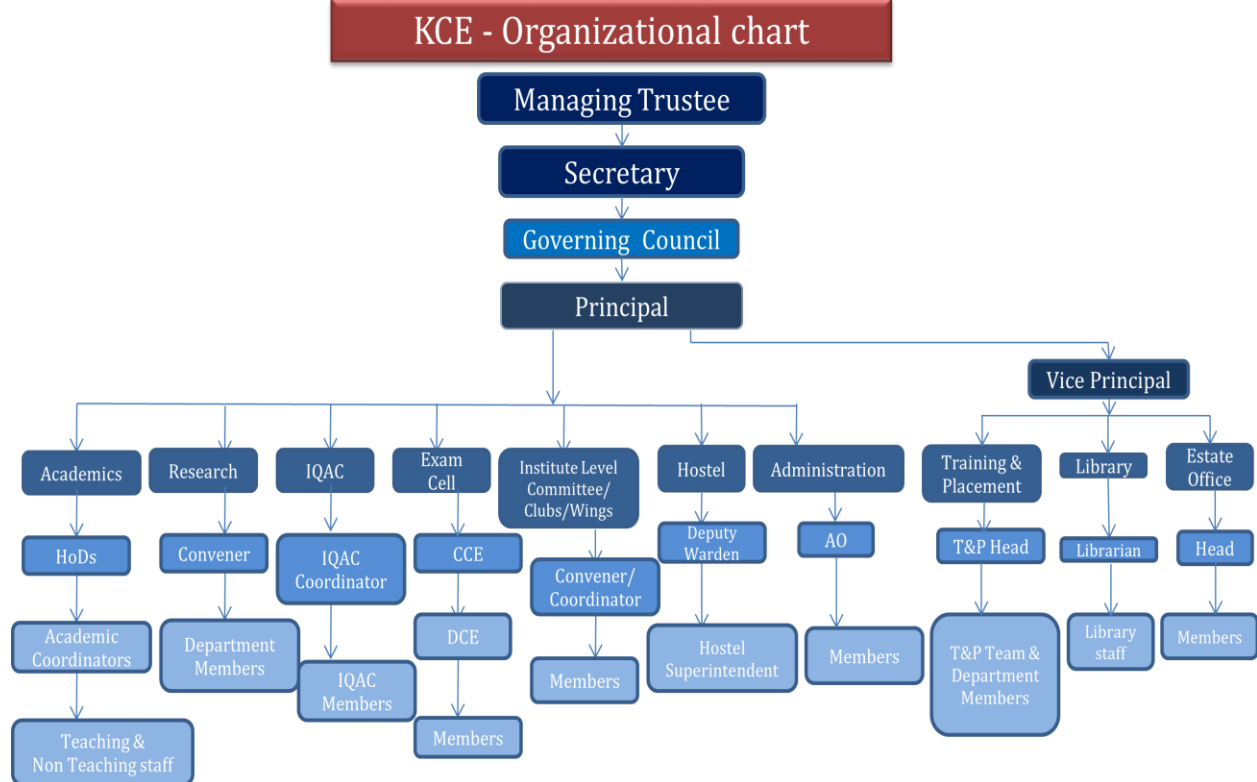 KCE - Organizational chart
Managing Trustee
Secretary
Governing Council
Principal
Vice Principal
Academics
Research
IQAC
Exam
Cell
Institute Level
Committee/
Clubs/Wings
Hostel
Administration
Training &
Placement
Library
Estate
Office
HoDs
Convener
IQAC
Coordinator
CCE
Convener/
Coordinator
Deputy
Warden
AO
T&P Head
Librarian
Head
Academic
Coordinators
Department
Members
IQAC
Members
DCE
Members
Hostel
Superintendent
Members
T&P Team &
Department
Members
Library
staff
Members
Teaching &
Non Teaching staff
Members